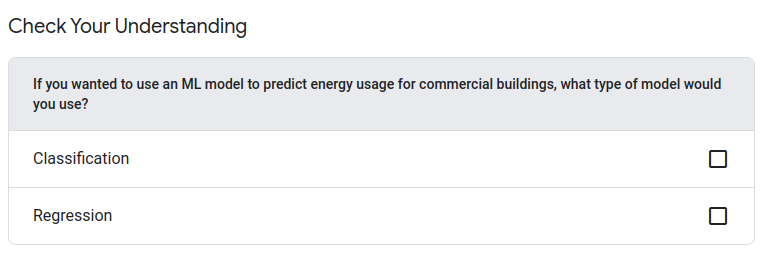 Check Your Understanding
If you wanted to use an ML model to predict energy usage for commercial buildings, what type of model would
you use?
Classification
Regression